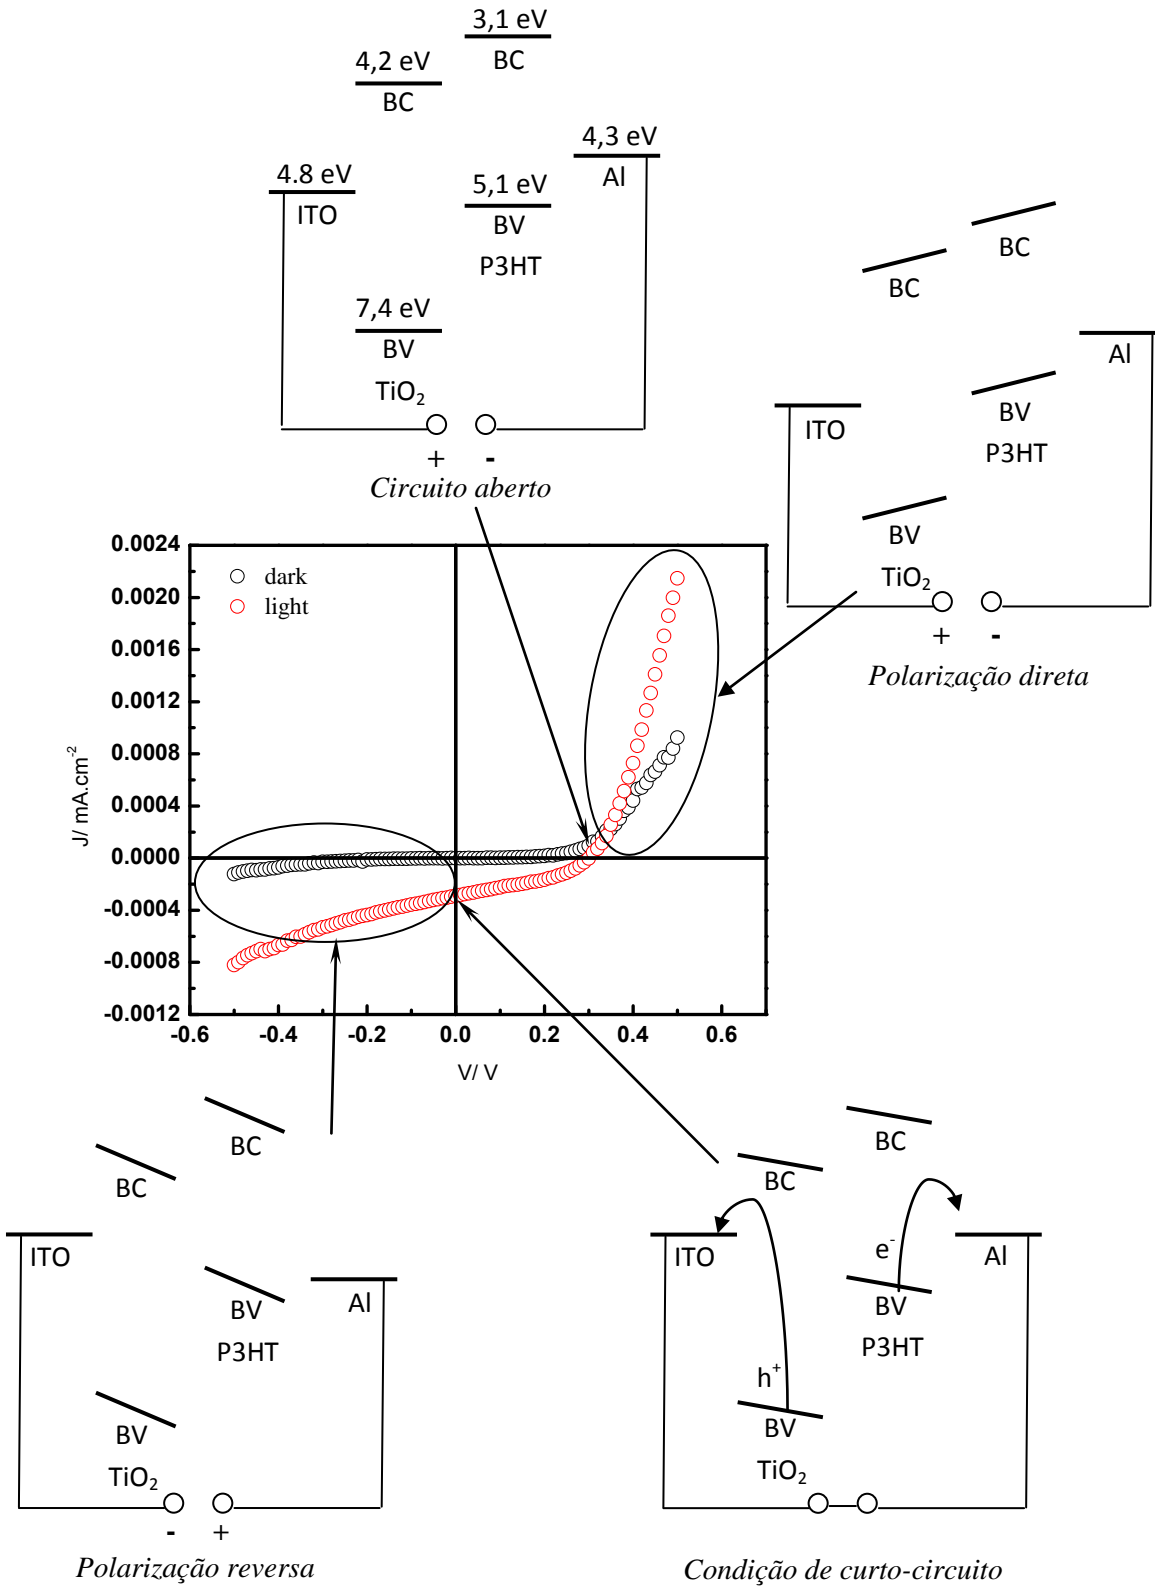 3,1 eV
BC
4,2 eV
BC
4,3 eV
Al
4.8 eV
ITO
5,1 eV
BV
P3HT
7,4 eV
BV
TiO₂
+ -
Circuito aberto
BC
BC
Al
ITO
BV
P3HT
BV
TiO₂
+ -
Polarização direta
0.0024
0.0020
0.0016
0.0012
0.0008
0.0004
0.0000
-0.0004
-0.0008
-0.0012
dark
light
J/ mA.cm⁻²
-0.6 -0.4 -0.2 0.0 0.2 0.4 0.6
V/ V
BC
BC
ITO
BV
P3HT
Al
BV
TiO₂
- +
Polarização reversa
BC
BC
ITO
e⁻
Al
BV
P3HT
h⁺
BV
TiO₂
Condição de curto-circuito